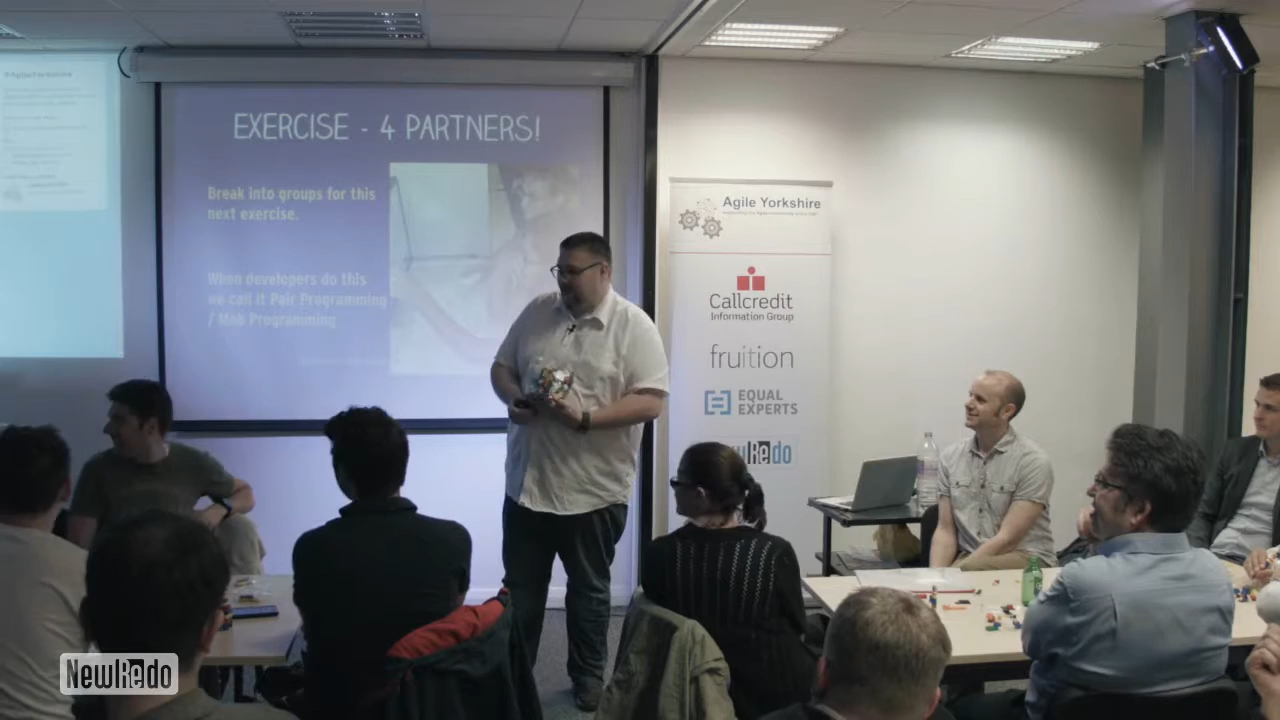 EXERCISE - 4 PARTNERS!
Break into groups for this
next exercise.
When developers do this
we call it Pair Programming
/ Mob Programming
Agile Yorkshire
Callcredit
Information Group
fruition
EQUAL
EXPERTS
wRedo
NewRedo